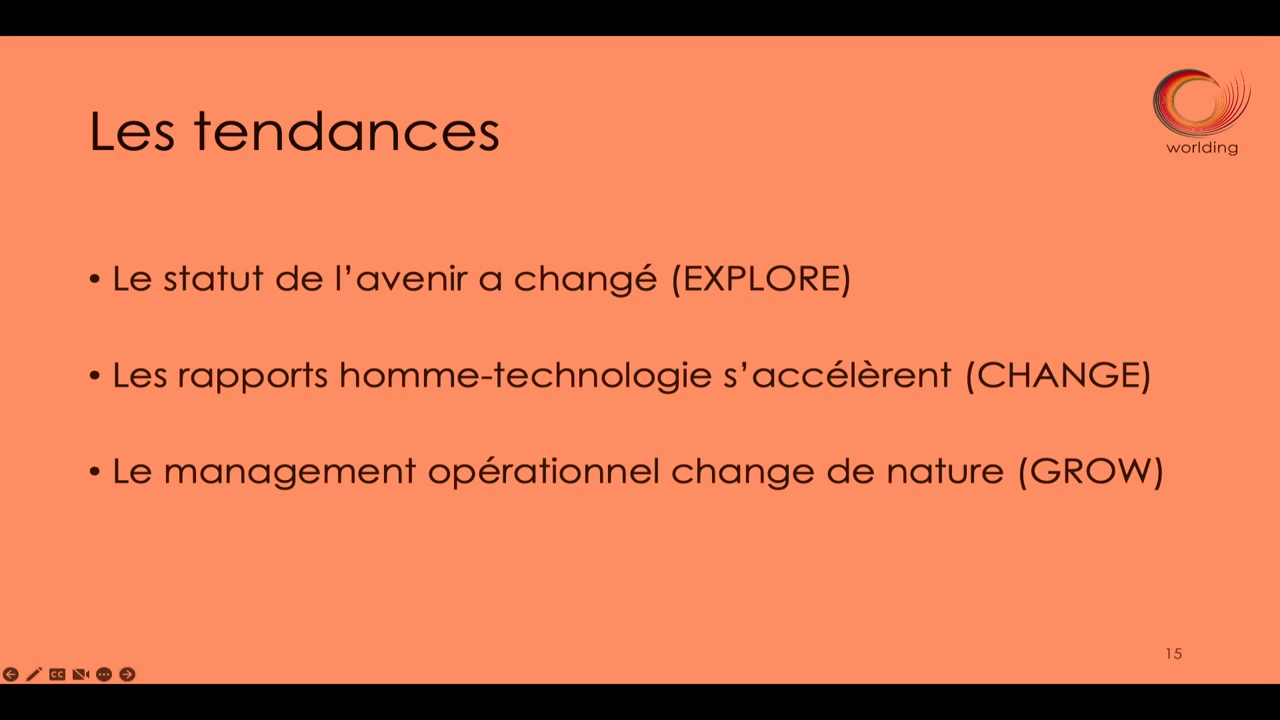 Les tendances
worlding
• Le statut de l’avenir a changé (EXPLORE)
• Les rapports homme-technologie s’accélèrent (CHANGE)
• Le management opérationnel change de nature (GROW)
15
CC